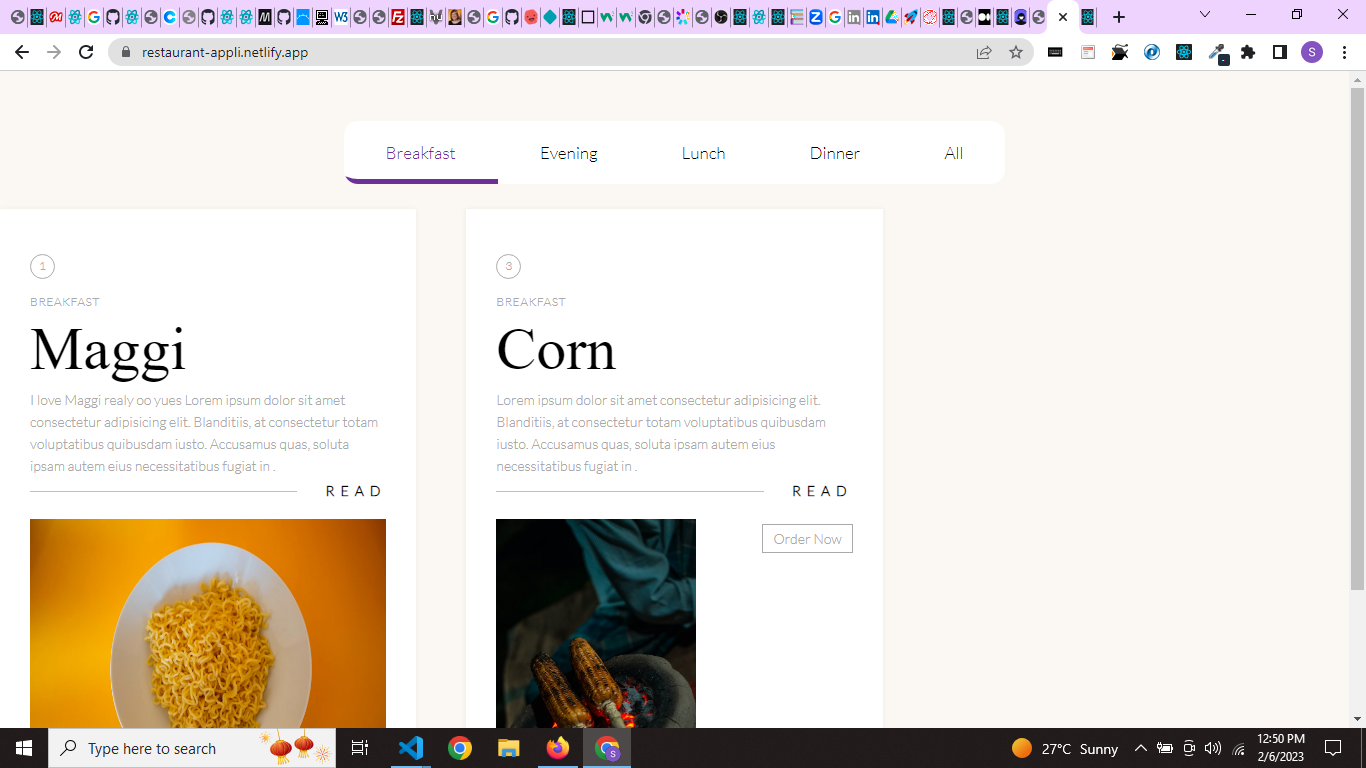 restaurant-appli.netlify.app
S
Breakfast Evening Lunch Dinner All
1
BREAKFAST
Maggi
I love Maggi realy oo yues Lorem ipsum dolor sit amet
consectetur adipisicing elit. Blanditiis, at consectetur totam
voluptatibus quibusdam iusto. Accusamus quas, soluta
ipsam autem eius necessitatibus fugiat in .
READ
3
BREAKFAST
Corn
Lorem ipsum dolor sit amet consectetur adipisicing elit.
Blanditiis, at consectetur totam voluptatibus quibusdam
iusto. Accusamus quas, soluta ipsam autem eius
necessitatibus fugiat in .
READ
Order Now
Type here to search
27°C Sunny
12:50 PM
2/6/2023